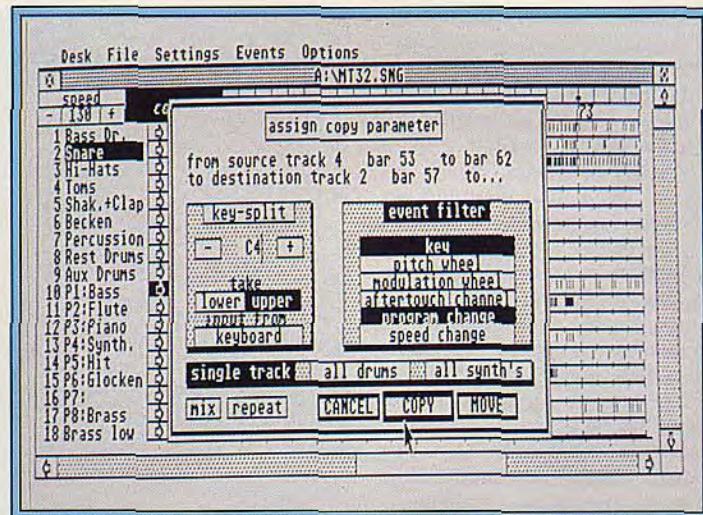 Desk File Settings Events Options
A:\MT32.SNG
speed
- 130 +
73
1 Bass Dr.
2 Snare
3 Hi-Hats
4 Toms
5 Shak.+Clap
6 Becken
7 Percussion
8 Rest Drums
9 Aux Drums
10 P1:Bass
11 P2:Flute
12 P3:Piano
13 P4:Synth.
14 P5:Hit
15 P6:Glocken
16 P7:
17 P8:Brass
18 Brass low
assign copy parameter
from source track 4 bar 53 to bar 62
to destination track 2 bar 57 to...
key-split
- C4 +
take
lower upper
input from
keyboard
event filter
key
pitch wheel
modulation wheel
aftertouch channel
program change
speed change
single track all drums all synth's
mix repeat CANCEL COPY MOVE